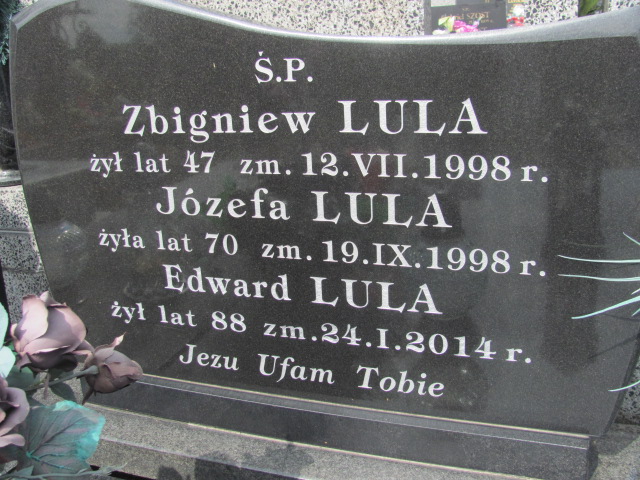 Ś.P.
Zbigniew LULA
żył lat 47 zm. 12.VII.1998 r.
Józefa LULA
żyła lat 70 zm. 19.IX.1998 r.
Edward LULA
żył lat 88 zm. 24.I.2014 r.
Jezu Ufam Tobie